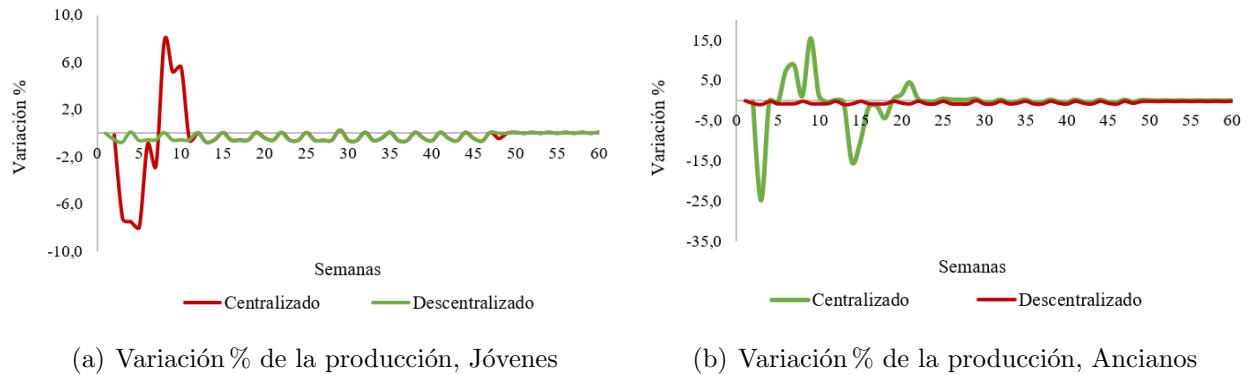 10,0
6,0
2,0
-2,0
-6,0
-10,0
Variación %
0 5 10 15 20 25 30 35 40 45 50 55 60
Semanas
Centralizado Descentralizado
(a) Variación % de la producción, Jóvenes
15,0
5,0
-5,0
-15,0
-25,0
-35,0
Variación %
0 5 10 15 20 25 30 35 40 45 50 55 60
Semanas
Centralizado Descentralizado
(b) Variación % de la producción, Ancianos